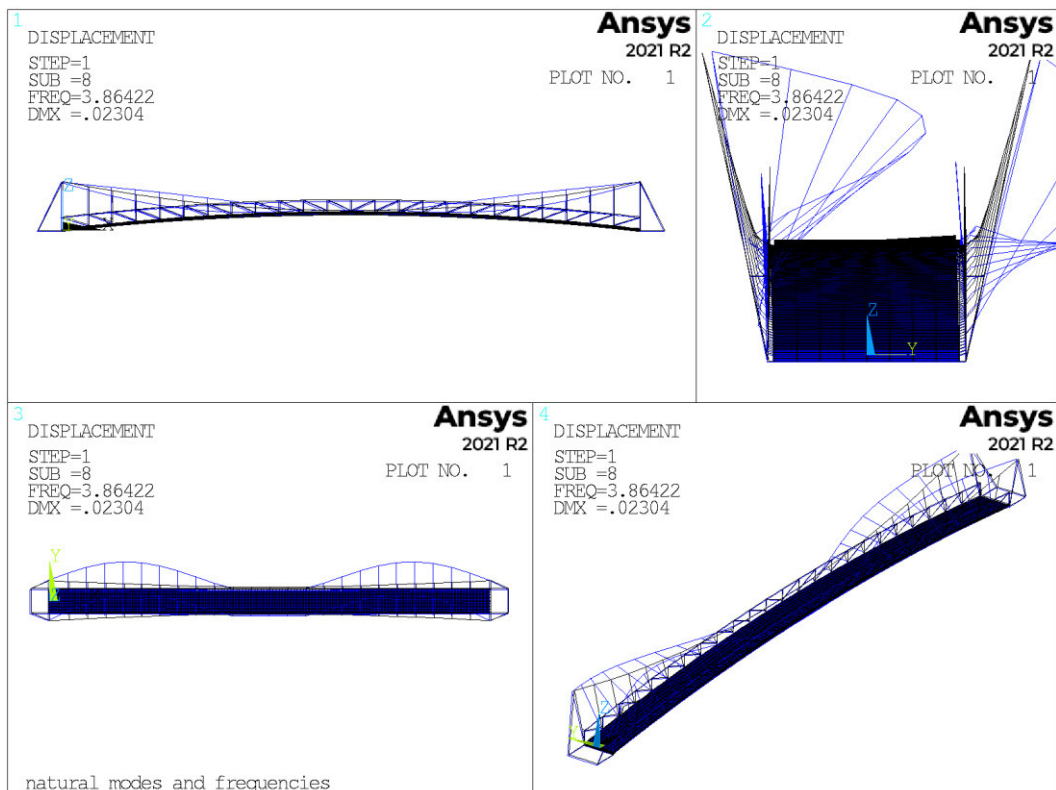 1
Ansys
2021 R2
DISPLACEMENT
STEP=1
SUB =8
FREQ=3.86422
DMX =.02304
PLOT NO. 1
Z
X
2
Ansys
2021 R2
DISPLACEMENT
STEP=1
SUB =8
FREQ=3.86422
DMX =.02304
PLOT NO. 1
Z
Y
3
Ansys
2021 R2
DISPLACEMENT
STEP=1
SUB =8
FREQ=3.86422
DMX =.02304
PLOT NO. 1
Y
natural modes and frequencies
4
Ansys
2021 R2
DISPLACEMENT
STEP=1
SUB =8
FREQ=3.86422
DMX =.02304
PLOT NO. 1
Z
Y